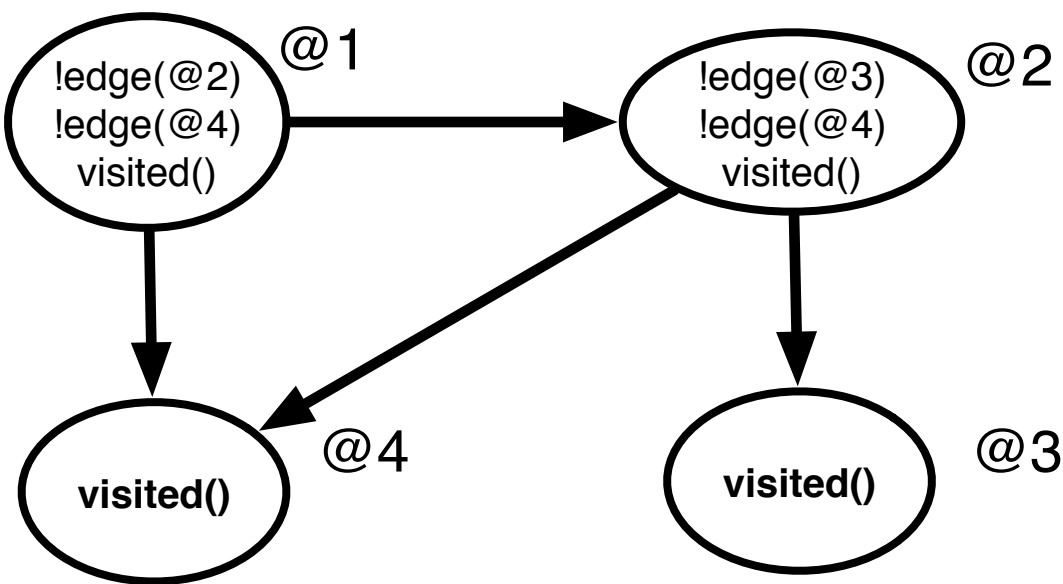 !edge(@2)
!edge(@4)
visited()
@1
!edge(@3)
!edge(@4)
visited()
@2
visited()
@4
visited()
@3